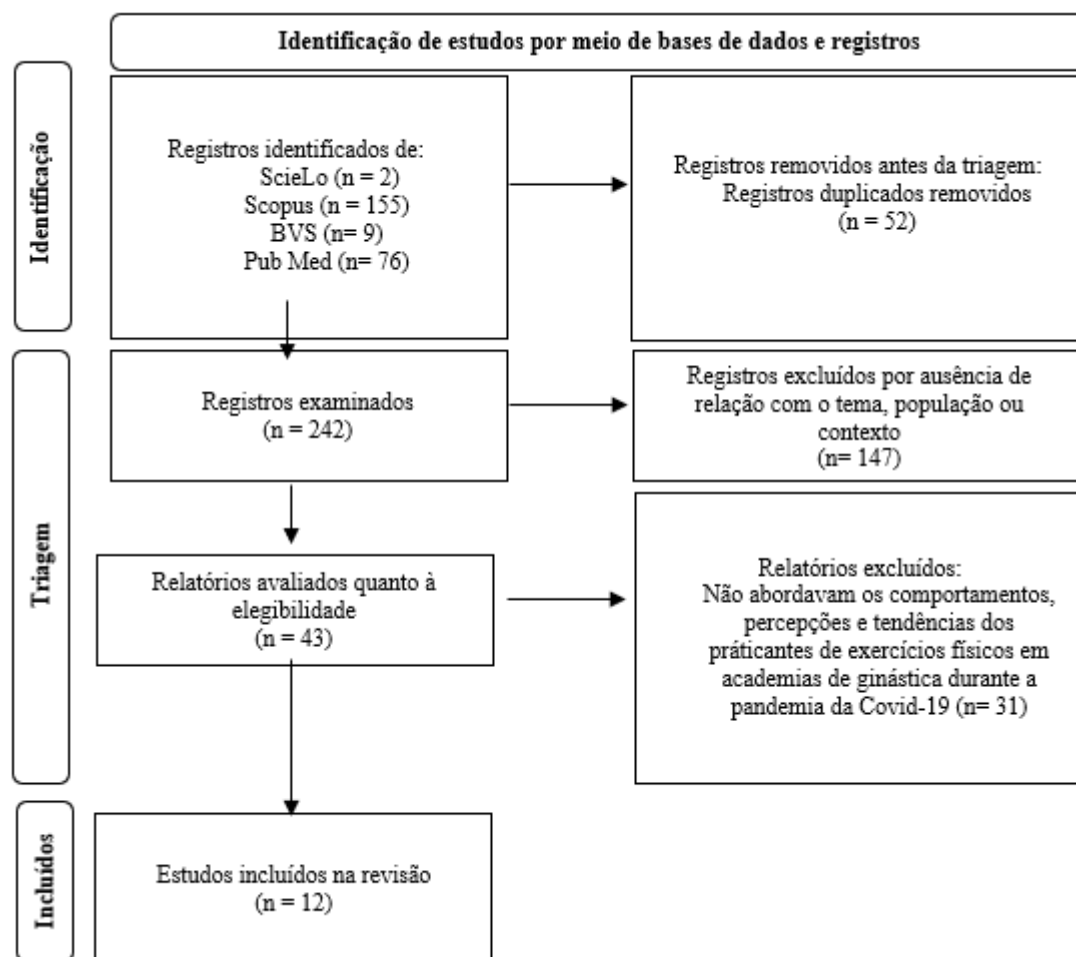 Identificação de estudos por meio de bases de dados e registros
Identificação
Registros identificados de:
ScieLo (n = 2)
Scopus (n = 155)
BVS (n= 9)
Pub Med (n= 76)
Registros removidos antes da triagem:
Registros duplicados removidos
(n = 52)
Triagem
Registros examinados
(n = 242)
Registros excluídos por ausência de
relação com o tema, população ou
contexto
(n= 147)
Relatórios avaliados quanto à
elegibilidade
(n = 43)
Relatórios excluídos:
Não abordavam os comportamentos,
percepções e tendências dos
práticantes de exercícios físicos em
academias de ginástica durante a
pandemia da Covid-19 (n= 31)
Incluídos
Estudos incluídos na revisão
(n = 12)